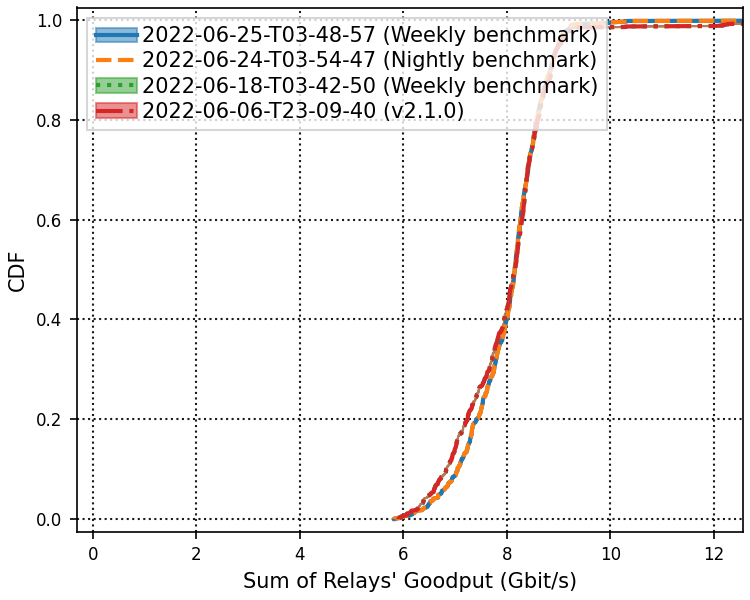 2022-06-25-T03-48-57 (Weekly benchmark)
2022-06-24-T03-54-47 (Nightly benchmark)
2022-06-18-T03-42-50 (Weekly benchmark)
2022-06-06-T23-09-40 (v2.1.0)
1.0
0.8
0.6
0.4
0.2
0.0
CDF
0 2 4 6 8 10 12
Sum of Relays' Goodput (Gbit/s)